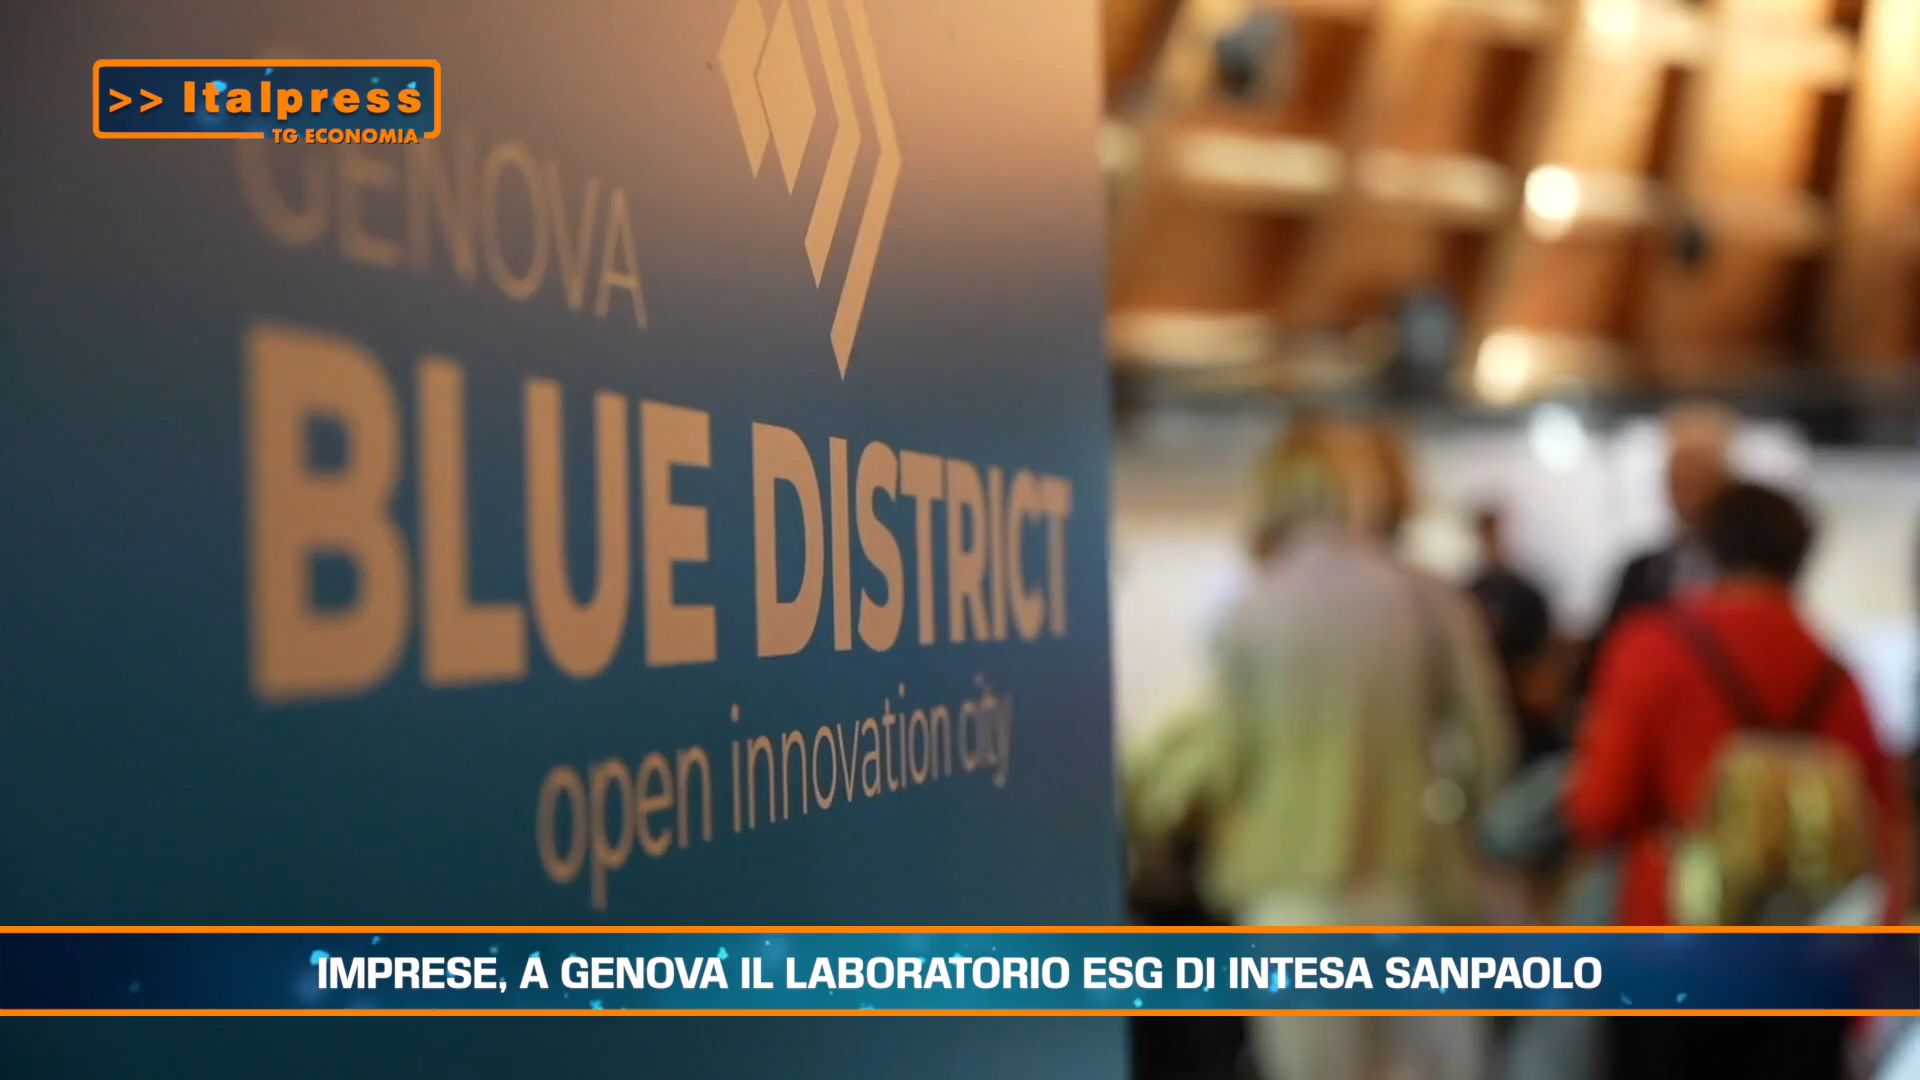 >> Italpress
TG ECONOMIA
GENOVA
BLUE DISTRICT
open innovation city
IMPRESE, A GENOVA IL LABORATORIO ESG DI INTESA SANPAOLO